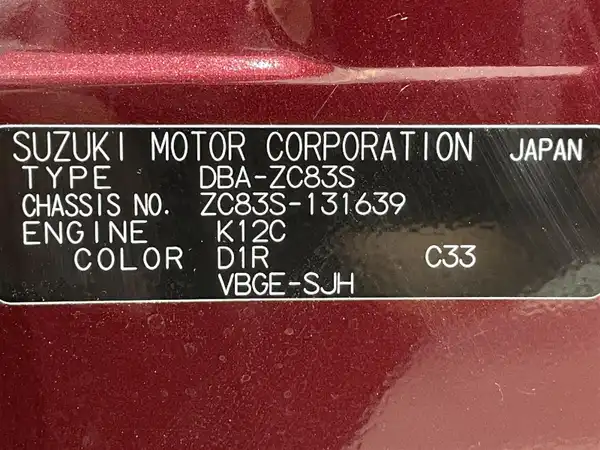 SUZUKI MOTOR CORPORATION JAPAN
TYPE DBA-ZC83S
CHASSIS NO. ZC83S-131639
ENGINE K12C
COLOR D1R C33
VBGE-SJH